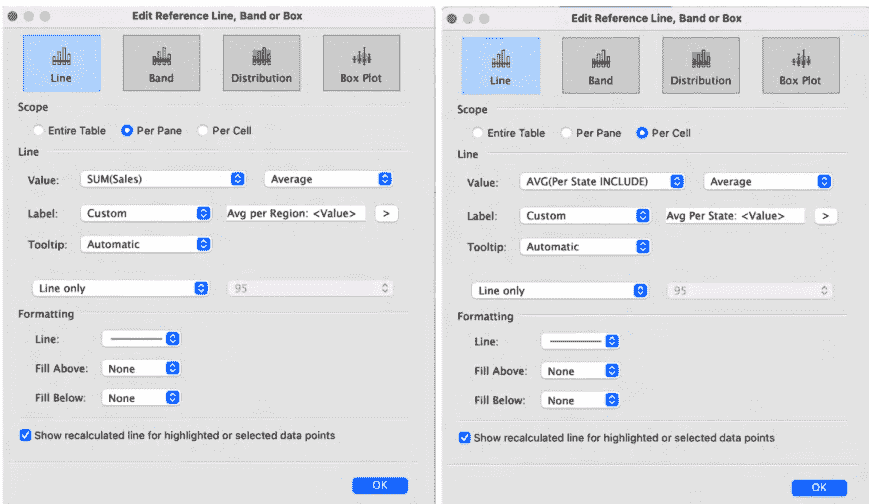 Edit Reference Line, Band or Box
Line
Band
Distribution
Box Plot
Scope
Entire Table
Per Pane
Per Cell
Line
Value: SUM(Sales) Average
Label: Custom Avg per Region: <Value> >
Tooltip: Automatic
Line only 95
Formatting
Line:
Fill Above: None
Fill Below: None
Show recalculated line for highlighted or selected data points
OK
Edit Reference Line, Band or Box
Line
Band
Distribution
Box Plot
Scope
Entire Table
Per Pane
Per Cell
Line
Value: AVG(Per State INCLUDE) Average
Label: Custom Avg Per State: <Value> >
Tooltip: Automatic
Line only 95
Formatting
Line:
Fill Above: None
Fill Below: None
Show recalculated line for highlighted or selected data points
OK